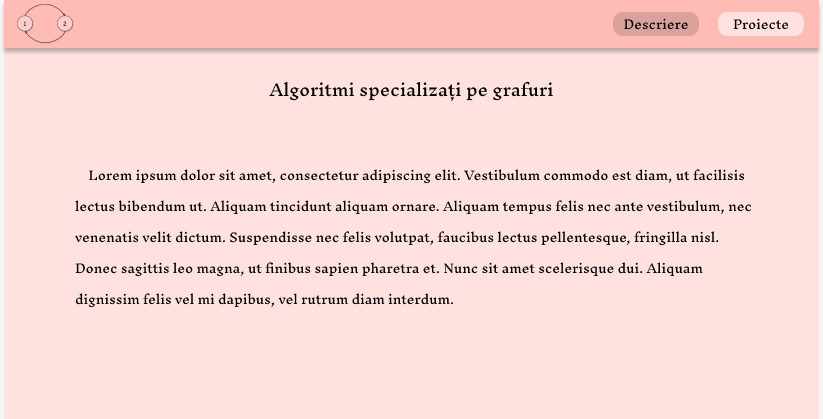 1 2 Descriere Proiecte
Algoritmi specializați pe grafuri
Lorem ipsum dolor sit amet, consectetur adipiscing elit. Vestibulum commodo est diam, ut facilisis
lectus bibendum ut. Aliquam tincidunt aliquam ornare. Aliquam tempus felis nec ante vestibulum, nec
venenatis velit dictum. Suspendisse nec felis volutpat, faucibus lectus pellentesque, fringilla nisl.
Donec sagittis leo magna, ut finibus sapien pharetra et. Nunc sit amet scelerisque dui. Aliquam
dignissim felis vel mi dapibus, vel rutrum diam interdum.